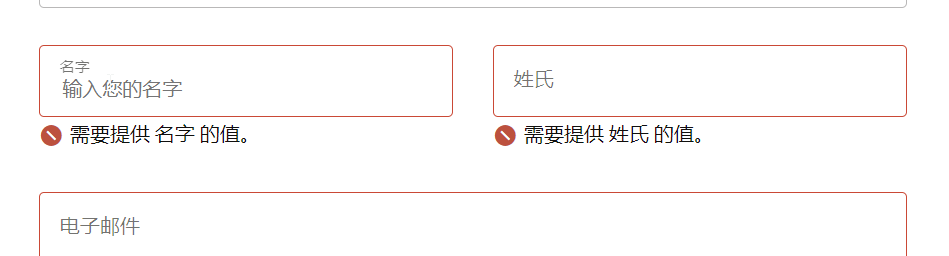 名字
输入您的名字
姓氏
需要提供 名字 的值。
需要提供 姓氏 的值。
电子邮件